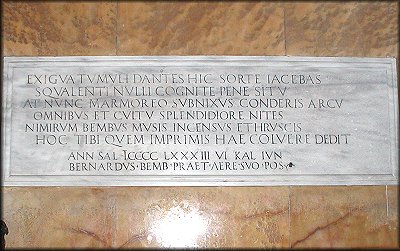 EXIGVA TVMVLI DANTES HIC SORTE IACEBAS
SQVALENTI NVLLI COGNITE PENE SITV
AT NVNC MARMOREO SVBNIXVS CONDERIS ARCV
OMNIBVS ET CVLTV SPLENDIDIORE NITES
NIMIRVM BEMBVS MVSIS INCENSVS ETHRVSCIS
HOC TIBI QVEM IMPRIMIS HAE COLVERE DEDIT
ANN SAL LXXXIII VI KAL IVN
BERNARDVS·BEMB·PRAET·AERE·SVO·POS·